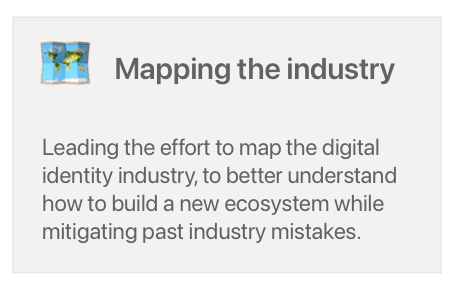 Mapping the industry
Leading the effort to map the digital
identity industry, to better understand
how to build a new ecosystem while
mitigating past industry mistakes.